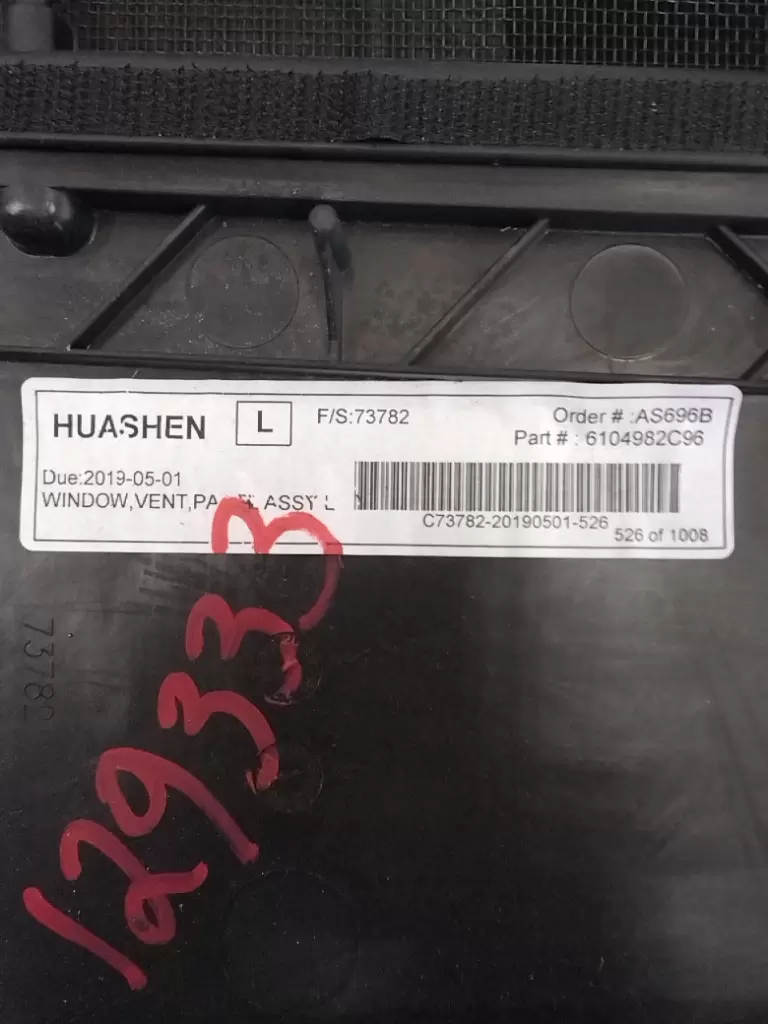 HUASHEN L F/S:73782 Order # :AS696B
Part # : 6104982C96
Due:2019-05-01
WINDOW,VENT, ASSY L
C73782-20190501-526
526 of 1008
73782
129333